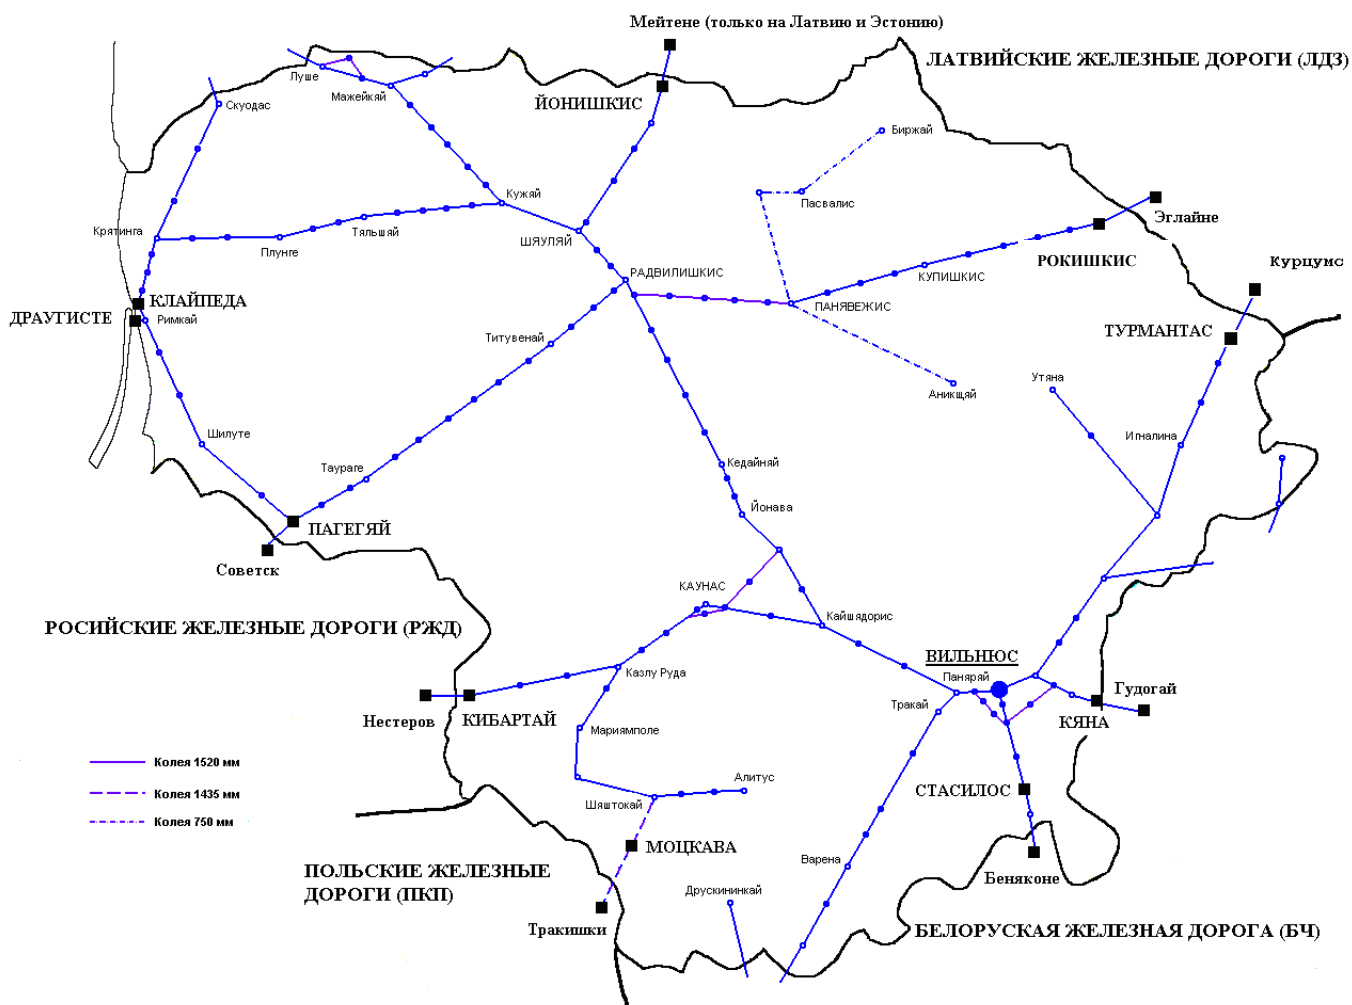 Мейтене (только на Латвию и Эстонию)
ЛАТВИЙСКИЕ ЖЕЛЕЗНЫЕ ДОРОГИ (ЛДЗ)
Луше
Мажейкяй
Скуодас
ЙОНИШКИС
Биржай
Пасвалис
Кужяй
Эглайне
Крятинга
Плунге
Тяльшяй
ШЯУЛЯЙ
РОКИШКИС
Курцумс
РАДВИЛИШКИС
КУПИШКИС
КЛАЙПЕДА
ПАНЯВЕЖИС
ДРАУГИСТЕ
Римкай
ТУРМАНТАС
Титувенай
Утяна
Аникщяй
Шилуте
Игналина
Таураге
Кедайняй
Йонава
ПАГЕГЯЙ
Советск
КАУНАС
Кайшядорис
РОСИЙСКИЕ ЖЕЛЕЗНЫЕ ДОРОГИ (РЖД)
ВИЛЬНЮС
Казлу Руда
Паняряй
Гудогай
Нестеров
КИБАРТАЙ
Тракай
КЯНА
Мариямполе
Колея 1520 мм
Колея 1435 мм
Колея 750 мм
Алитус
СТАСИЛОС
Шяштокай
МОЦКАВА
Варена
ПОЛЬСКИЕ ЖЕЛЕЗНЫЕ
ДОРОГИ (ПКП)
Беняконе
Друскининкай
Тракишки
БЕЛОРУСКАЯ ЖЕЛЕЗНАЯ ДОРОГА (БЧ)